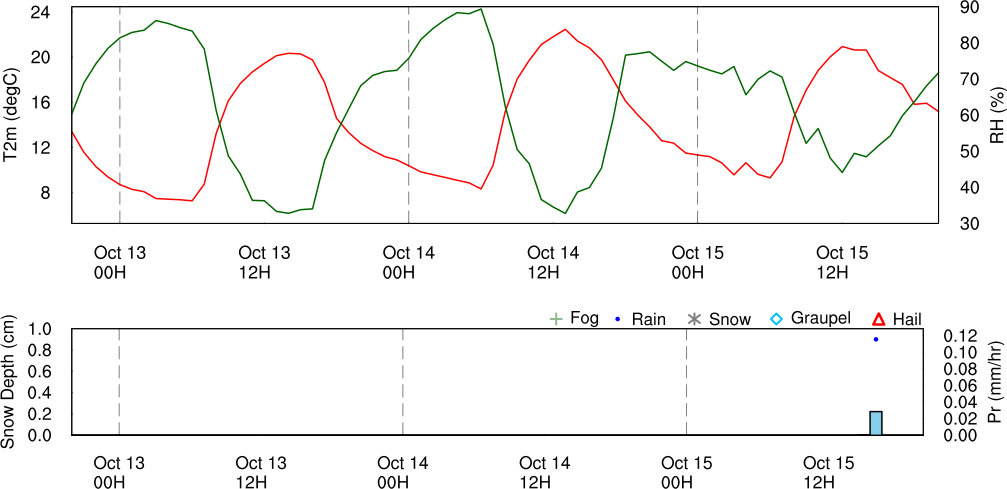 24
20
16
12
8
T2m (degC)
90
80
70
60
50
40
30
RH (%)
Oct 13 Oct 13 Oct 14 Oct 14 Oct 15 Oct 15
00H 12H 00H 12H 00H 12H
Fog Rain Snow Graupel Hail
1.0
0.8
0.6
0.4
0.2
0.0
Snow Depth (cm)
0.12
0.10
0.08
0.06
0.04
0.02
0.00
Pr (mm/hr)
Oct 13 Oct 13 Oct 14 Oct 14 Oct 15 Oct 15
00H 12H 00H 12H 00H 12H